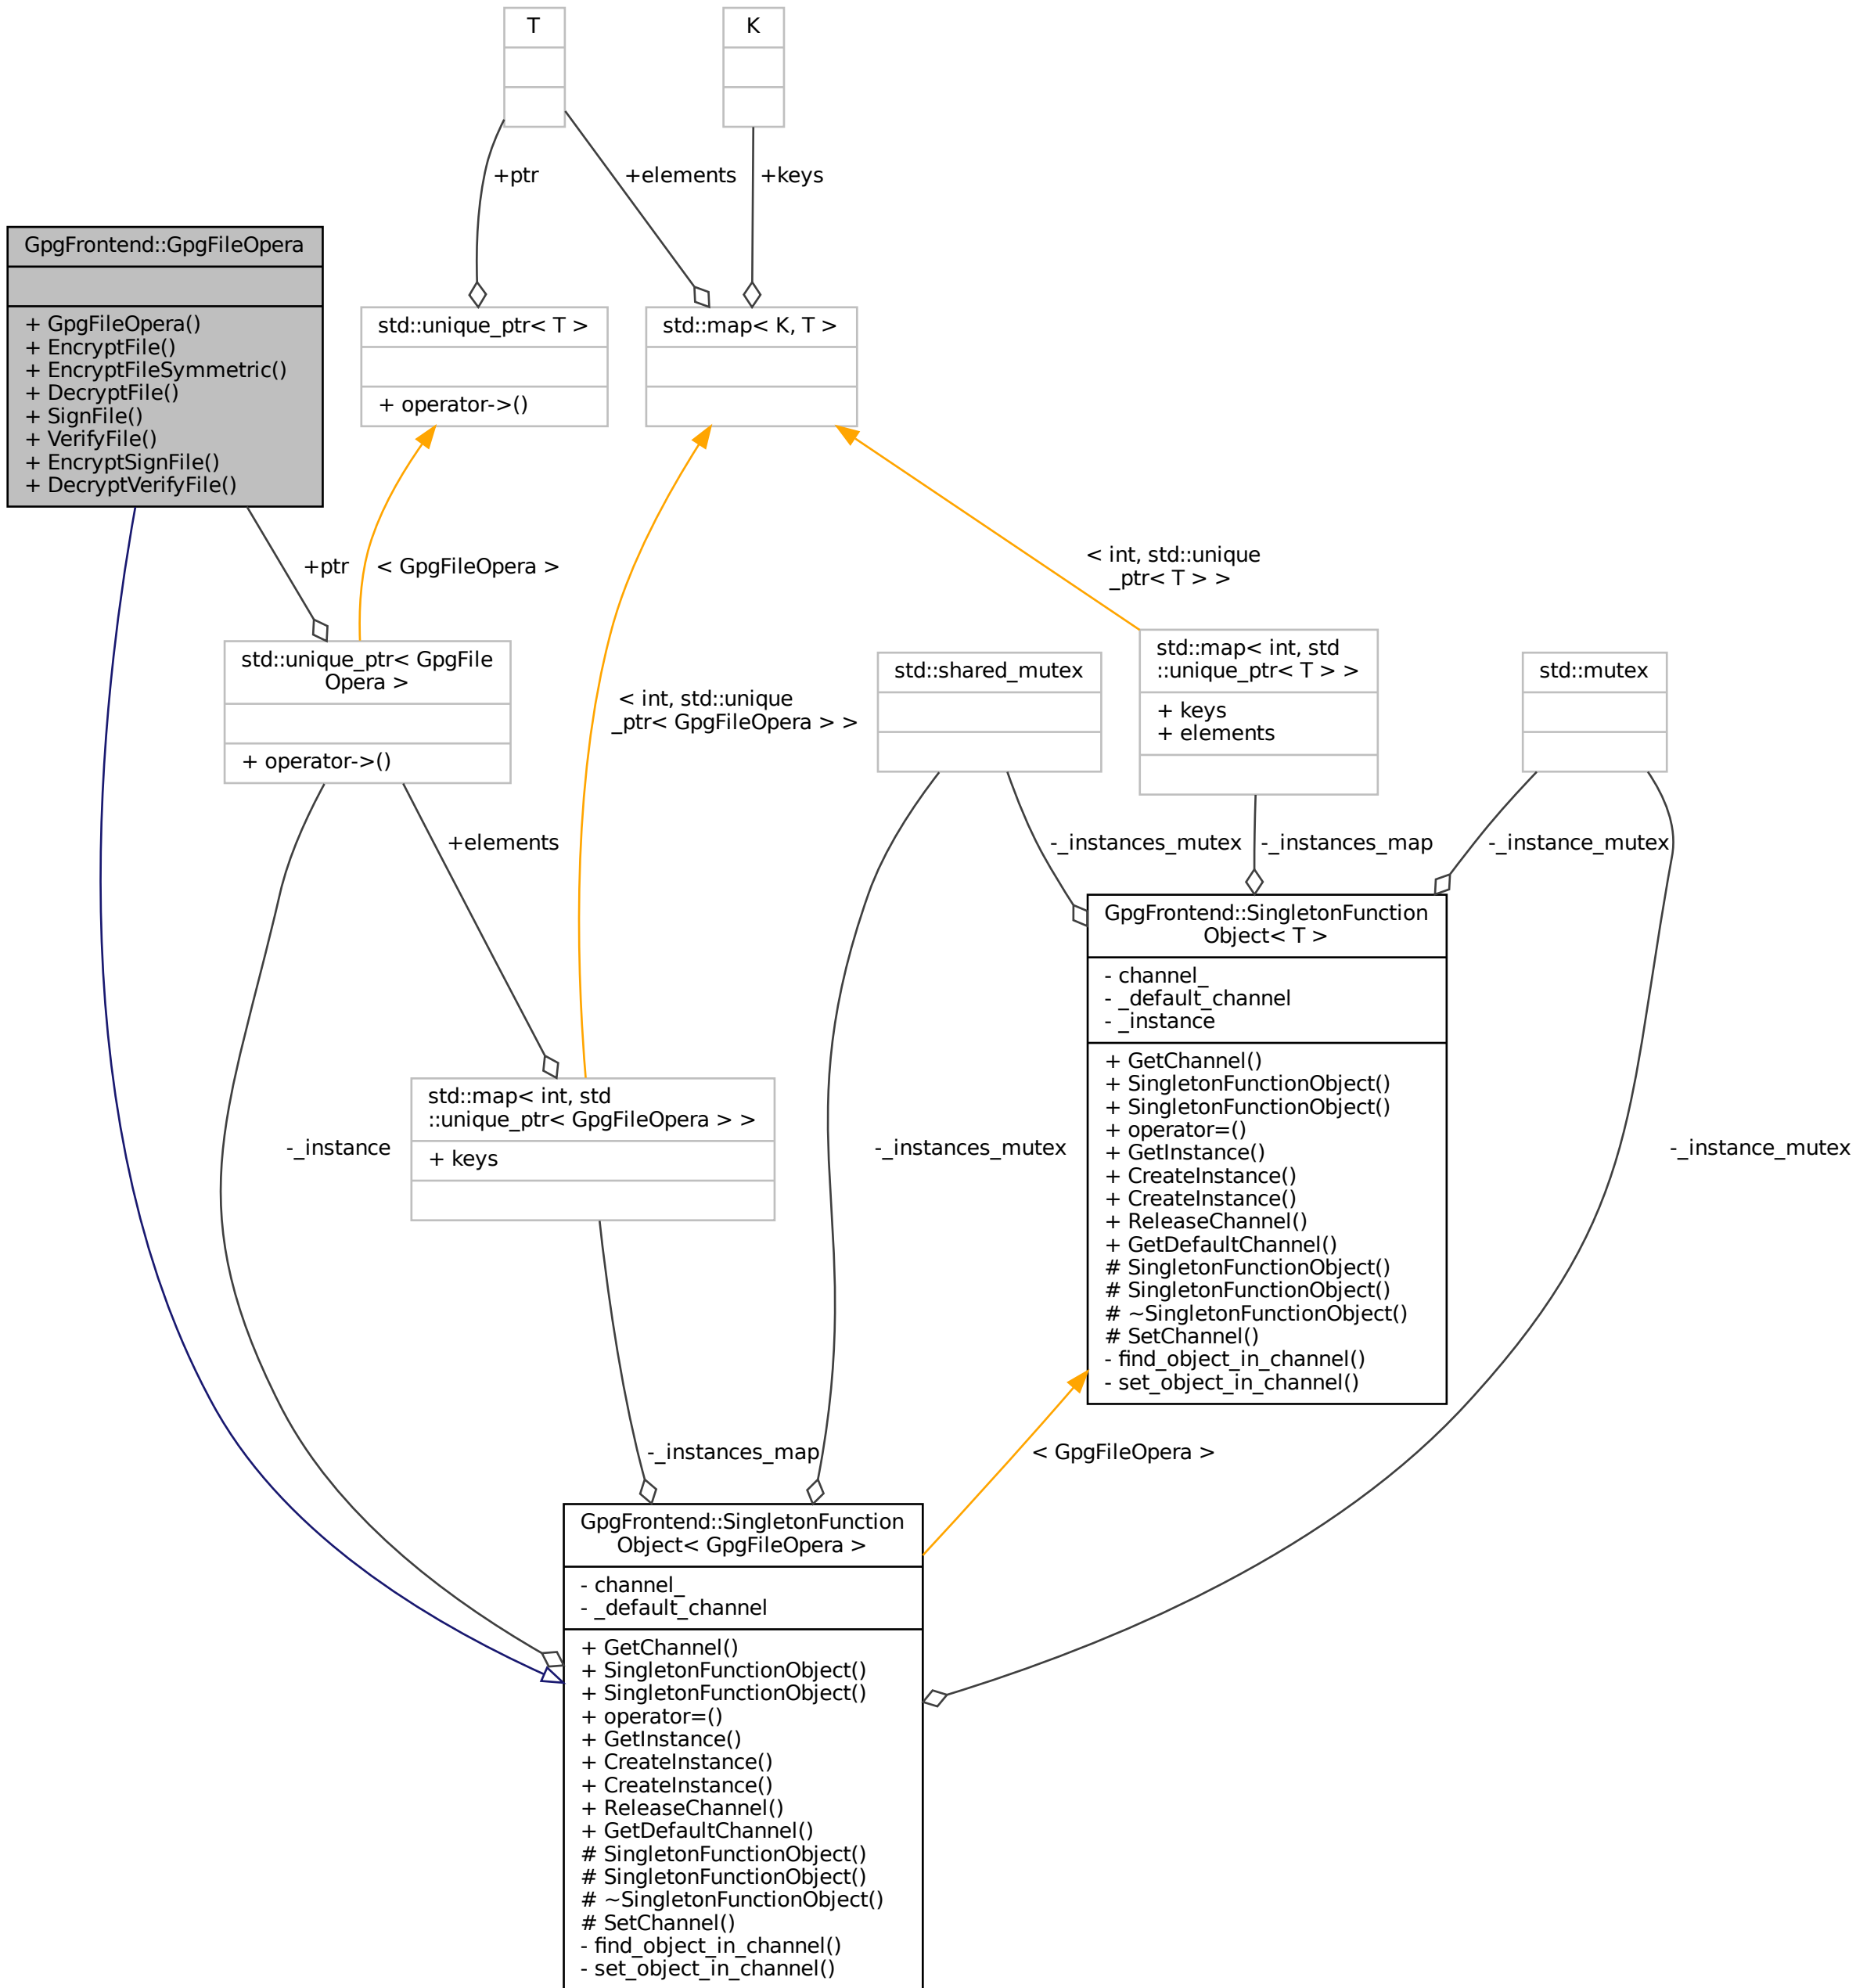 T
K
+ptr
+elements
+keys
GpgFrontend::GpgFileOpera
+ GpgFileOpera()
+ EncryptFile()
+ EncryptFileSymmetric()
+ DecryptFile()
+ SignFile()
+ VerifyFile()
+ EncryptSignFile()
+ DecryptVerifyFile()
std::unique_ptr< T >
+ operator->()
std::map< K, T >
+ptr
< GpgFileOpera >
< int, std::unique
_ptr< T > >
std::unique_ptr< GpgFile
Opera >
+ operator->()
< int, std::unique
_ptr< GpgFileOpera > >
std::shared_mutex
std::map< int, std
::unique_ptr< T > >
+ keys
+ elements
std::mutex
+elements
-_instances_mutex
-_instances_map
-_instance_mutex
GpgFrontend::SingletonFunction
Object< T >
- channel_
- _default_channel
- _instance
+ GetChannel()
+ SingletonFunctionObject()
+ SingletonFunctionObject()
+ operator=()
+ GetInstance()
+ CreateInstance()
+ CreateInstance()
+ ReleaseChannel()
+ GetDefaultChannel()
# SingletonFunctionObject()
# SingletonFunctionObject()
# ~SingletonFunctionObject()
# SetChannel()
- find_object_in_channel()
- set_object_in_channel()
-_instance
std::map< int, std
::unique_ptr< GpgFileOpera > >
+ keys
-_instances_mutex
-_instance_mutex
-_instances_map
< GpgFileOpera >
GpgFrontend::SingletonFunction
Object< GpgFileOpera >
- channel_
- _default_channel
+ GetChannel()
+ SingletonFunctionObject()
+ SingletonFunctionObject()
+ operator=()
+ GetInstance()
+ CreateInstance()
+ CreateInstance()
+ ReleaseChannel()
+ GetDefaultChannel()
# SingletonFunctionObject()
# SingletonFunctionObject()
# ~SingletonFunctionObject()
# SetChannel()
- find_object_in_channel()
- set_object_in_channel()